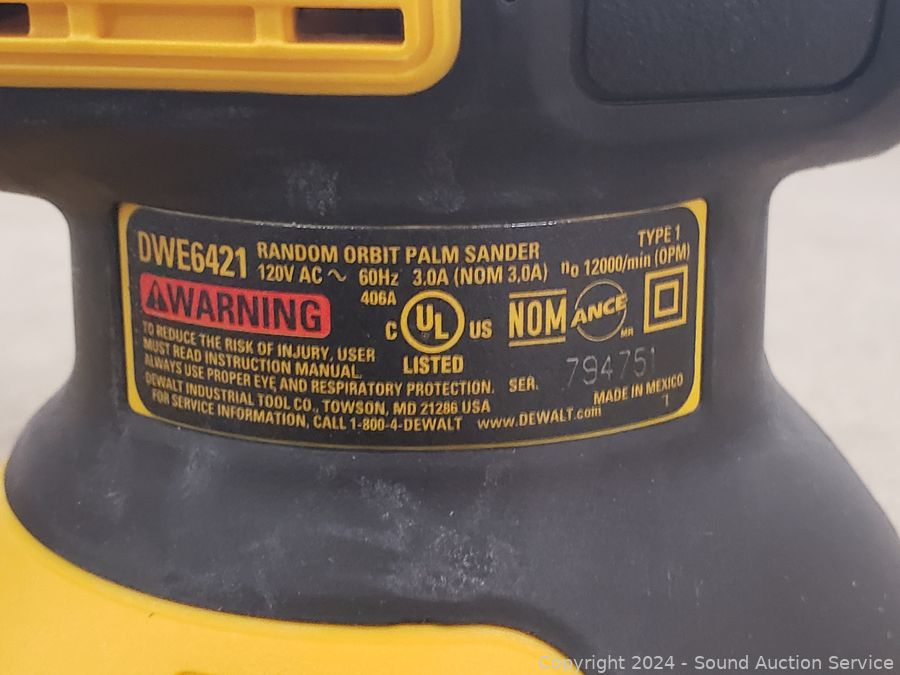 DWE6421 RANDOM ORBIT PALM SANDER TYPE 1
120V AC ~ 60Hz 3.0A (NOM 3,0A) n₀ 12000/min (OPM)
⚠WARNING
406A
C UL US
LISTED
NOM ANCE MR
TO REDUCE THE RISK OF INJURY, USER
MUST READ INSTRUCTION MANUAL.
ALWAYS USE PROPER EYE AND RESPIRATORY PROTECTION.
SER. 794751
DEWALT INDUSTRIAL TOOL CO., TOWSON, MD 21286 USA
MADE IN MEXICO
FOR SERVICE INFORMATION, CALL 1-800-4-DEWALT www.DEWALT.com
Copyright 2024 - Sound Auction Service